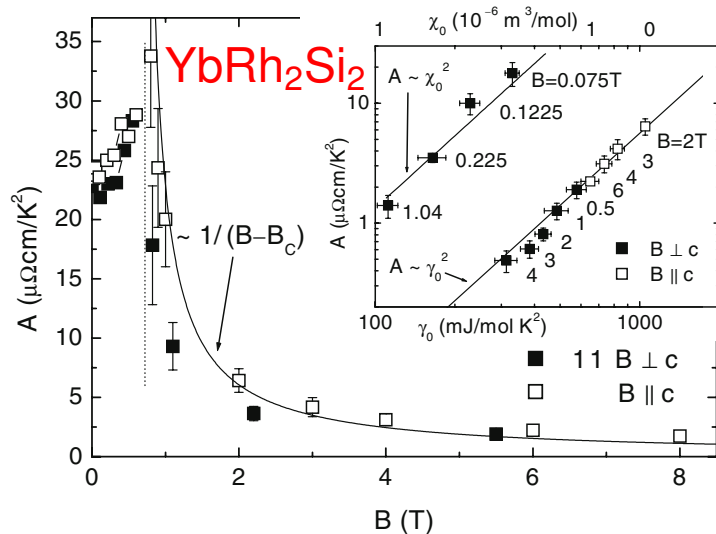 YbRh₂Si₂
A (μΩcm/K²)
35
30
25
20
15
10
5
0
0 2 4 6 8
B (T)
~ 1/(B−B_C)
11 B ⊥ c
B ∥ c
χ₀ (10⁻⁶ m³/mol)
1 1 0
A (μΩcm/K²)
10
1
A ~ χ₀²
B=0.075T
0.1225
0.225
1.04
B=2T
3
4
6
0.5
1
2
3
4
A ~ γ₀²
B ⊥ c
B ∥ c
100 1000
γ₀ (mJ/mol K²)